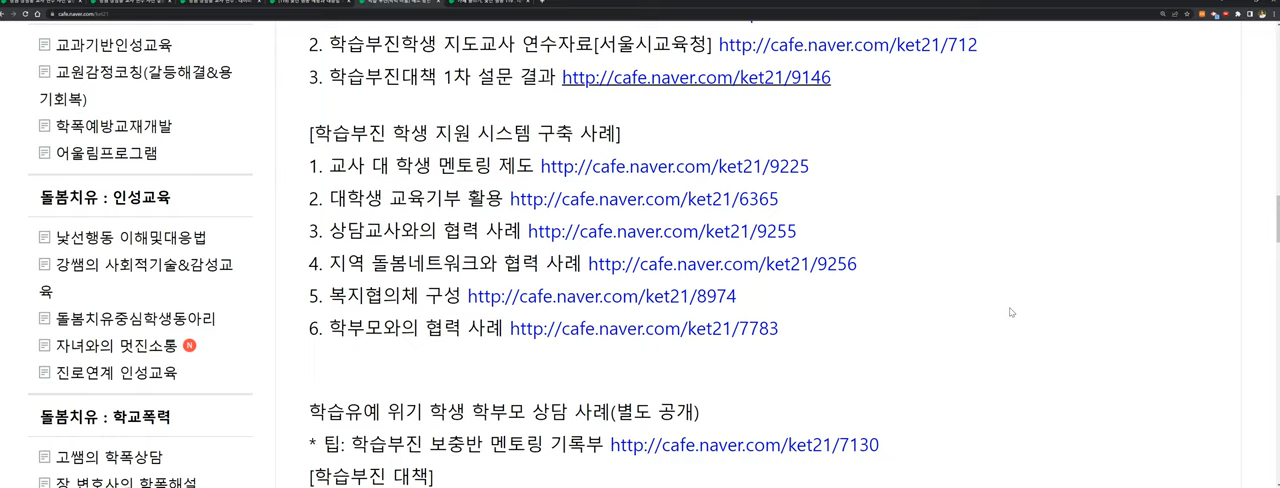 cafe.naver.com/ket21
교과기반인성교육
교원감정코칭(갈등해결&용
기회복)
학폭예방교재개발
어울림프로그램
돌봄치유 : 인성교육
낯선행동 이해및대응법
강쌤의 사회적기술&감성교
육
돌봄치유중심학생동아리
자녀와의 멋진소통 N
진로연계 인성교육
돌봄치유 : 학교폭력
고쌤의 학폭상담
장 변호사의 학폭해설
2. 학습부진학생 지도교사 연수자료[서울시교육청] http://cafe.naver.com/ket21/712
3. 학습부진대책 1차 설문 결과 http://cafe.naver.com/ket21/9146
[학습부진 학생 지원 시스템 구축 사례]
1. 교사 대 학생 멘토링 제도 http://cafe.naver.com/ket21/9225
2. 대학생 교육기부 활용 http://cafe.naver.com/ket21/6365
3. 상담교사와의 협력 사례 http://cafe.naver.com/ket21/9255
4. 지역 돌봄네트워크와 협력 사례 http://cafe.naver.com/ket21/9256
5. 복지협의체 구성 http://cafe.naver.com/ket21/8974
6. 학부모와의 협력 사례 http://cafe.naver.com/ket21/7783
학습유예 위기 학생 학부모 상담 사례(별도 공개)
* 팁: 학습부진 보충반 멘토링 기록부 http://cafe.naver.com/ket21/7130
[학습부진 대책]